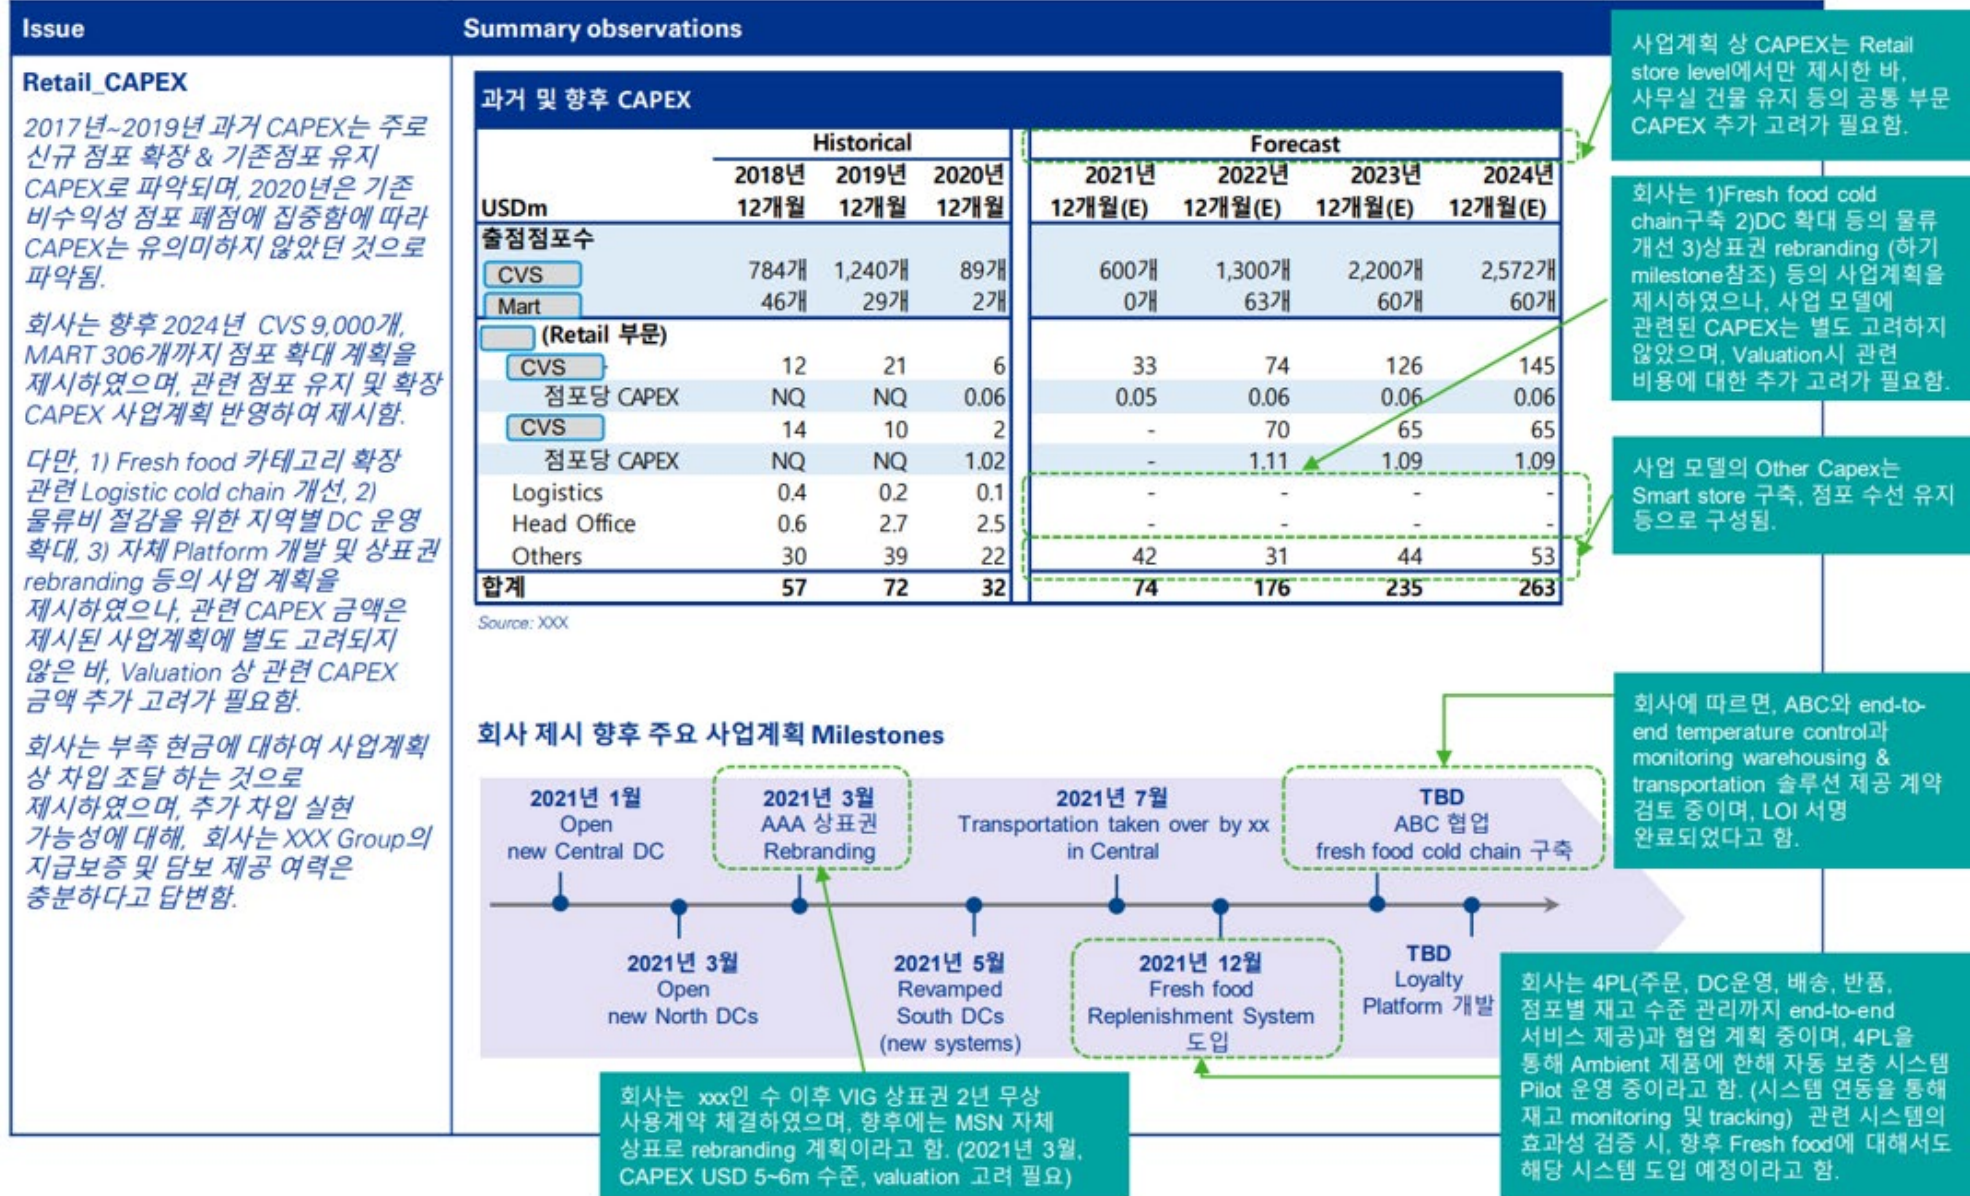 Issue
Summary observations
Retail_CAPEX
2017년~2019년 과거 CAPEX는 주로
신규 점포 확장 & 기존점포 유지
CAPEX로 파악되며, 2020년은 기존
비수익성 점포 폐점에 집중함에 따라
CAPEX는 유의미하지 않았던 것으로
파악됨.
회사는 향후 2024년 CVS 9,000개,
MART 306개까지 점포 확대 계획을
제시하였으며, 관련 점포 유지 및 확장
CAPEX 사업계획 반영하여 제시함.
다만, 1) Fresh food 카테고리 확장
관련 Logistic cold chain 개선, 2)
물류비 절감을 위한 지역별 DC 운영
확대, 3) 자체 Platform 개발 및 상표권
rebranding 등의 사업 계획을
제시하였으나, 관련 CAPEX 금액은
제시된 사업계획에 별도 고려되지
않은 바, Valuation 상 관련 CAPEX
금액 추가 고려가 필요함.
회사는 부족 현금에 대하여 사업계획
상 차입 조달 하는 것으로
제시하였으며, 추가 차입 실현
가능성에 대해, 회사는 XXX Group의
지급보증 및 담보 제공 여력은
충분하다고 답변함.
과거 및 향후 CAPEX
Historical Forecast
2018년 2019년 2020년 2021년 2022년 2023년 2024년
USDm 12개월 12개월 12개월 12개월(E) 12개월(E) 12개월(E) 12개월(E)
출점점포수
CVS 784개 1,240개 89개 600개 1,300개 2,200개 2,572개
Mart 46개 29개 2개 0개 63개 60개 60개
(Retail 부문)
CVS 12 21 6 33 74 126 145
점포당 CAPEX NQ NQ 0.06 0.05 0.06 0.06 0.06
CVS 14 10 2 - 70 65 65
점포당 CAPEX NQ NQ 1.02 - 1.11 1.09 1.09
Logistics 0.4 0.2 0.1 - - - -
Head Office 0.6 2.7 2.5 - - - -
Others 30 39 22 42 31 44 53
합계 57 72 32 74 176 235 263
Source: XXX
사업계획 상 CAPEX는 Retail
store level에서만 제시한 바,
사무실 건물 유지 등의 공통 부문
CAPEX 추가 고려가 필요함.
회사는 1)Fresh food cold
chain구축 2)DC 확대 등의 물류
개선 3)상표권 rebranding (하기
milestone참조) 등의 사업계획을
제시하였으나, 사업 모델에
관련된 CAPEX는 별도 고려하지
않았으며, Valuation시 관련
비용에 대한 추가 고려가 필요함.
사업 모델의 Other Capex는
Smart store 구축, 점포 수선 유지
등으로 구성됨.
회사 제시 향후 주요 사업계획 Milestones
2021년 1월
Open
new Central DC
2021년 3월
AAA 상표권
Rebranding
2021년 7월
Transportation taken over by xx
in Central
TBD
ABC 협업
fresh food cold chain 구축
2021년 3월
Open
new North DCs
2021년 5월
Revamped
South DCs
(new systems)
2021년 12월
Fresh food
Replenishment System
도입
TBD
Loyalty
Platform 개발
회사에 따르면, ABC와 end-to-
end temperature control과
monitoring warehousing &
transportation 솔루션 제공 계약
검토 중이며, LOI 서명
완료되었다고 함.
회사는 4PL(주문, DC운영, 배송, 반품,
점포별 재고 수준 관리까지 end-to-end
서비스 제공)과 협업 계획 중이며, 4PL을
통해 Ambient 제품에 한해 자동 보충 시스템
Pilot 운영 중이라고 함. (시스템 연동을 통해
재고 monitoring 및 tracking) 관련 시스템의
효과성 검증 시, 향후 Fresh food에 대해서도
해당 시스템 도입 예정이라고 함.
회사는 xxx인 수 이후 VIG 상표권 2년 무상
사용계약 체결하였으며, 향후에는 MSN 자체
상표로 rebranding 계획이라고 함. (2021년 3월,
CAPEX USD 5~6m 수준, valuation 고려 필요)